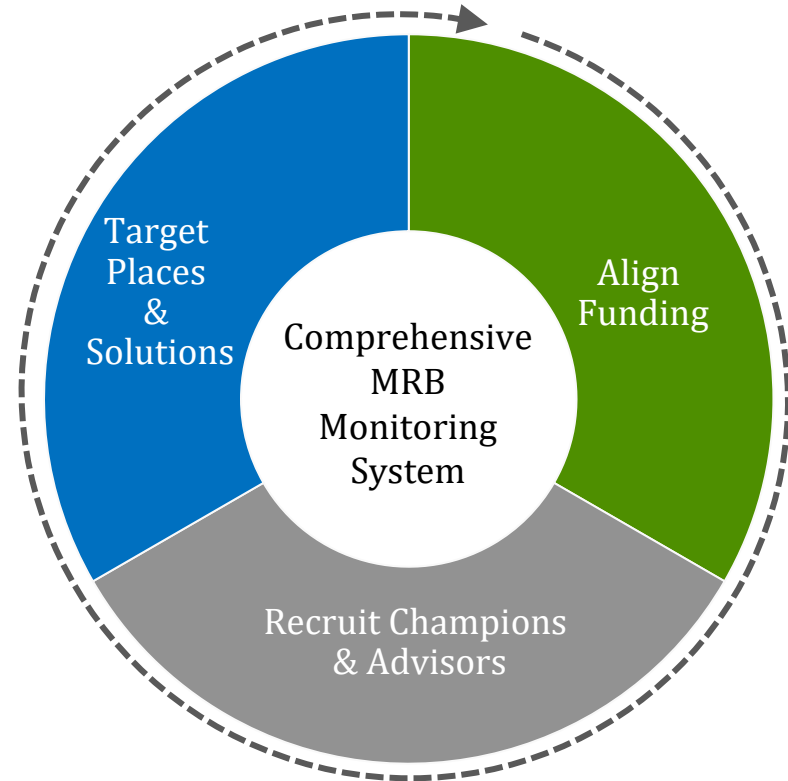 Target
Places
&
Solutions
Align
Funding
Comprehensive
MRB
Monitoring
System
Recruit Champions
& Advisors